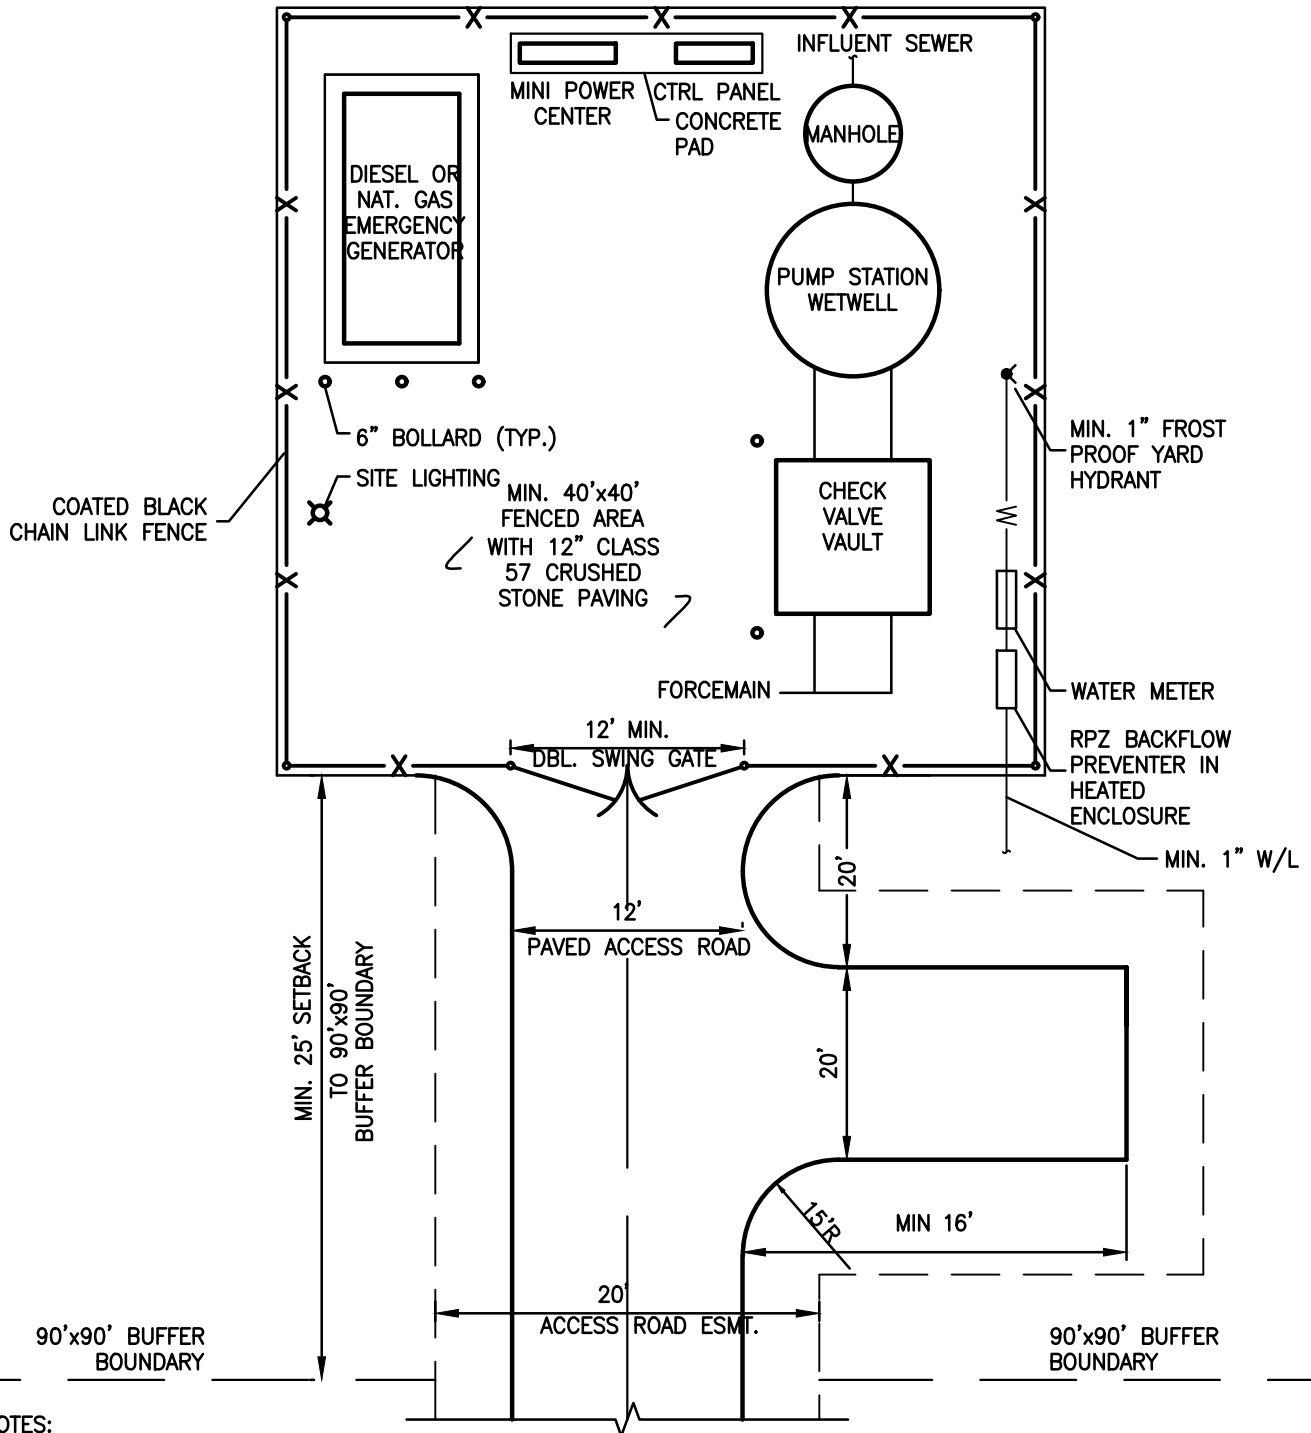 INFLUENT SEWER
MINI POWER
CENTER
CTRL PANEL
CONCRETE
PAD
MANHOLE
DIESEL OR
NAT. GAS
EMERGENCY
GENERATOR
PUMP STATION
WETWELL
6" BOLLARD (TYP.)
SITE LIGHTING
COATED BLACK
CHAIN LINK FENCE
MIN. 40'x40'
FENCED AREA
WITH 12" CLASS
57 CRUSHED
STONE PAVING
CHECK
VALVE
VAULT
MIN. 1" FROST
PROOF YARD
HYDRANT
W
FORCEMAIN
WATER METER
12' MIN.
DBL. SWING GATE
RPZ BACKFLOW
PREVENTER IN
HEATED
ENCLOSURE
MIN. 1" W/L
20'
12'
PAVED ACCESS ROAD
MIN. 25' SETBACK
TO 90'x90'
BUFFER BOUNDARY
20'
15'R
MIN 16'
20'
ACCESS ROAD ESMT.
90'x90' BUFFER
BOUNDARY
90'x90' BUFFER
BOUNDARY
OTES: